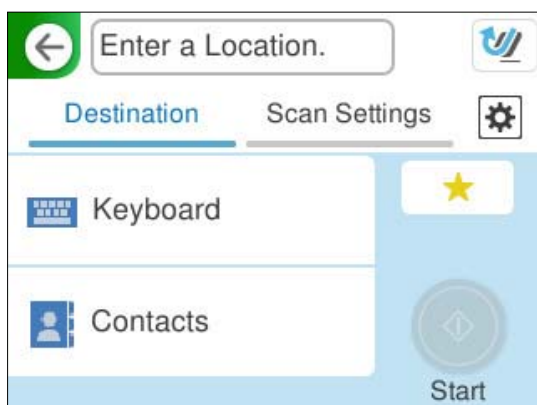 Enter a Location.
Destination Scan Settings
Keyboard
Contacts
Start